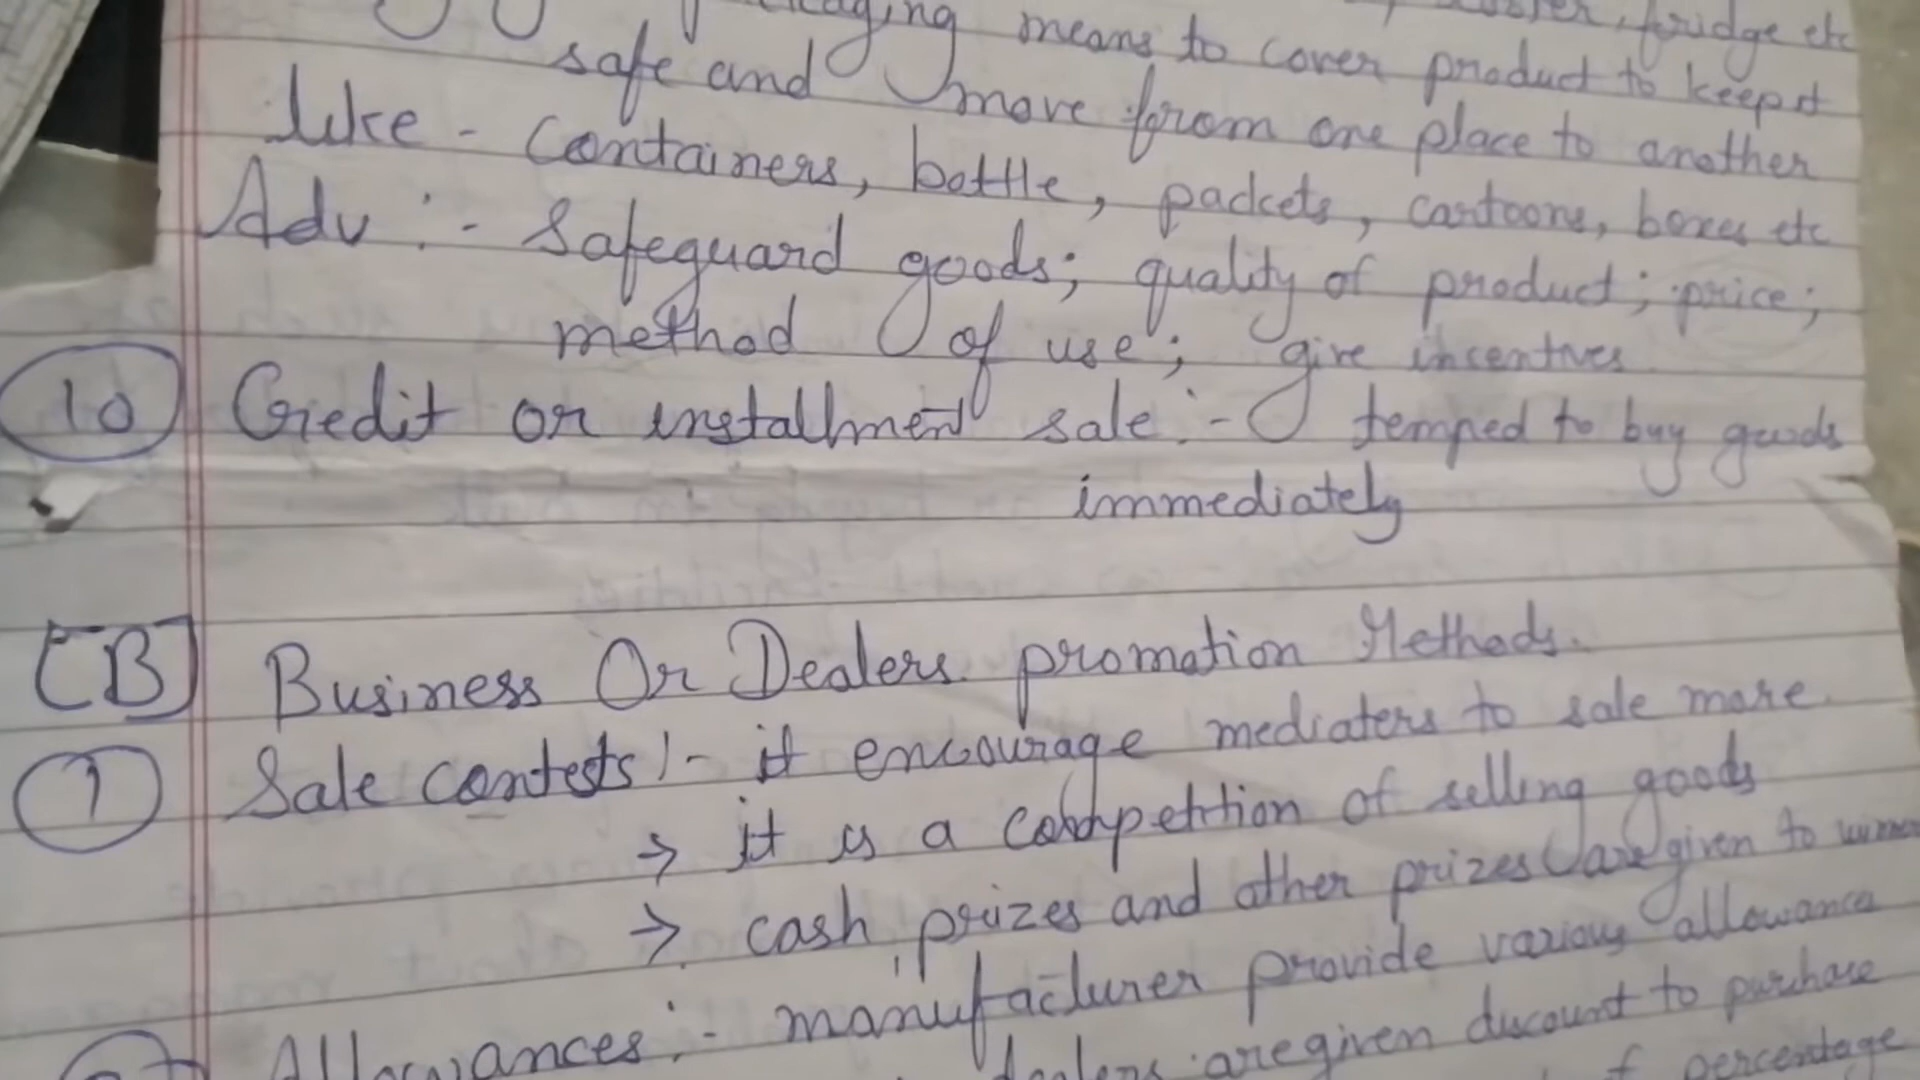 fridge etc
means to cover product to keep it
safe and move from one place to another
like - Containers, bottle, packets, cartoons, boxes etc
Adv :- Safeguard goods; quality of product; price;
method of use; give incentives
10 Credit or installment sale :- temped to buy goods
immediately
[B] Business Or Dealers promotion Methods.
1 Sale contests :- it encourage mediaters to sale more
→ it is a competition of selling goods
→ cash prizes and other prizes are given to
Allowances :- manufacturer provide various allowance
dealers are given discount to purchase
percentage